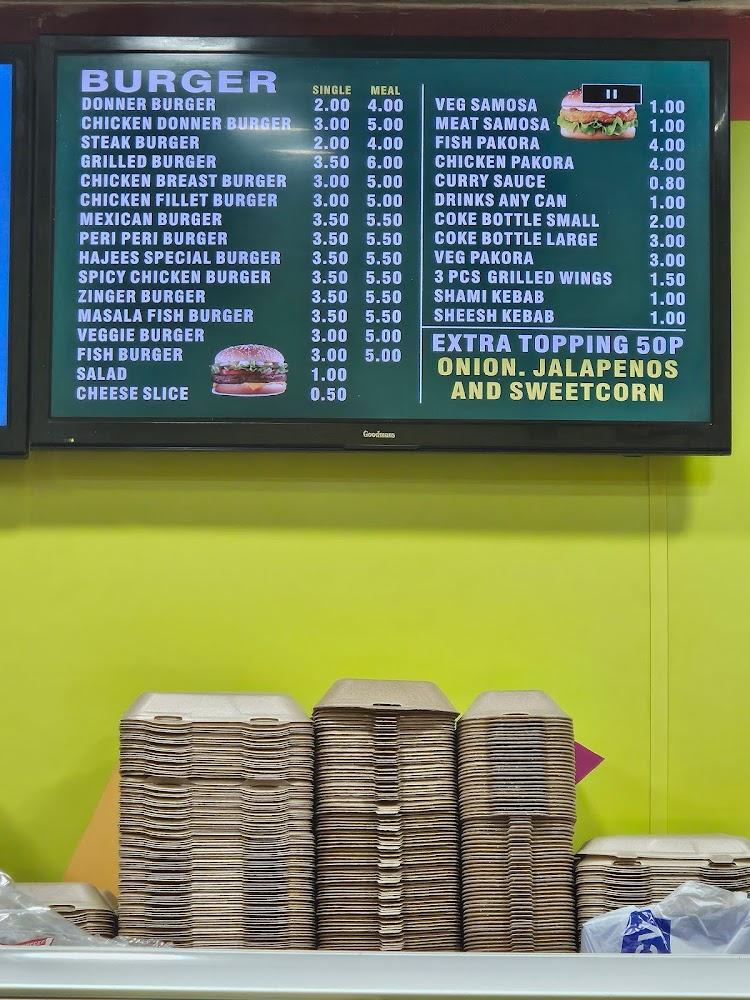 BURGER
SINGLE MEAL
DONNER BURGER 2.00 4.00
CHICKEN DONNER BURGER 3.00 5.00
STEAK BURGER 2.00 4.00
GRILLED BURGER 3.50 6.00
CHICKEN BREAST BURGER 3.00 5.00
CHICKEN FILLET BURGER 3.00 5.00
MEXICAN BURGER 3.50 5.50
PERI PERI BURGER 3.50 5.50
HAJEES SPECIAL BURGER 3.50 5.50
SPICY CHICKEN BURGER 3.50 5.50
ZINGER BURGER 3.50 5.50
MASALA FISH BURGER 3.50 5.50
VEGGIE BURGER 3.00 5.00
FISH BURGER 3.00 5.00
SALAD 1.00
CHEESE SLICE 0.50
VEG SAMOSA 1.00
MEAT SAMOSA 1.00
FISH PAKORA 4.00
CHICKEN PAKORA 4.00
CURRY SAUCE 0.80
DRINKS ANY CAN 1.00
COKE BOTTLE SMALL 2.00
COKE BOTTLE LARGE 3.00
VEG PAKORA 3.00
3 PCS GRILLED WINGS 1.50
SHAMI KEBAB 1.00
SHEESH KEBAB 1.00
EXTRA TOPPING 50P
ONION. JALAPENOS
AND SWEETCORN
Goodmans